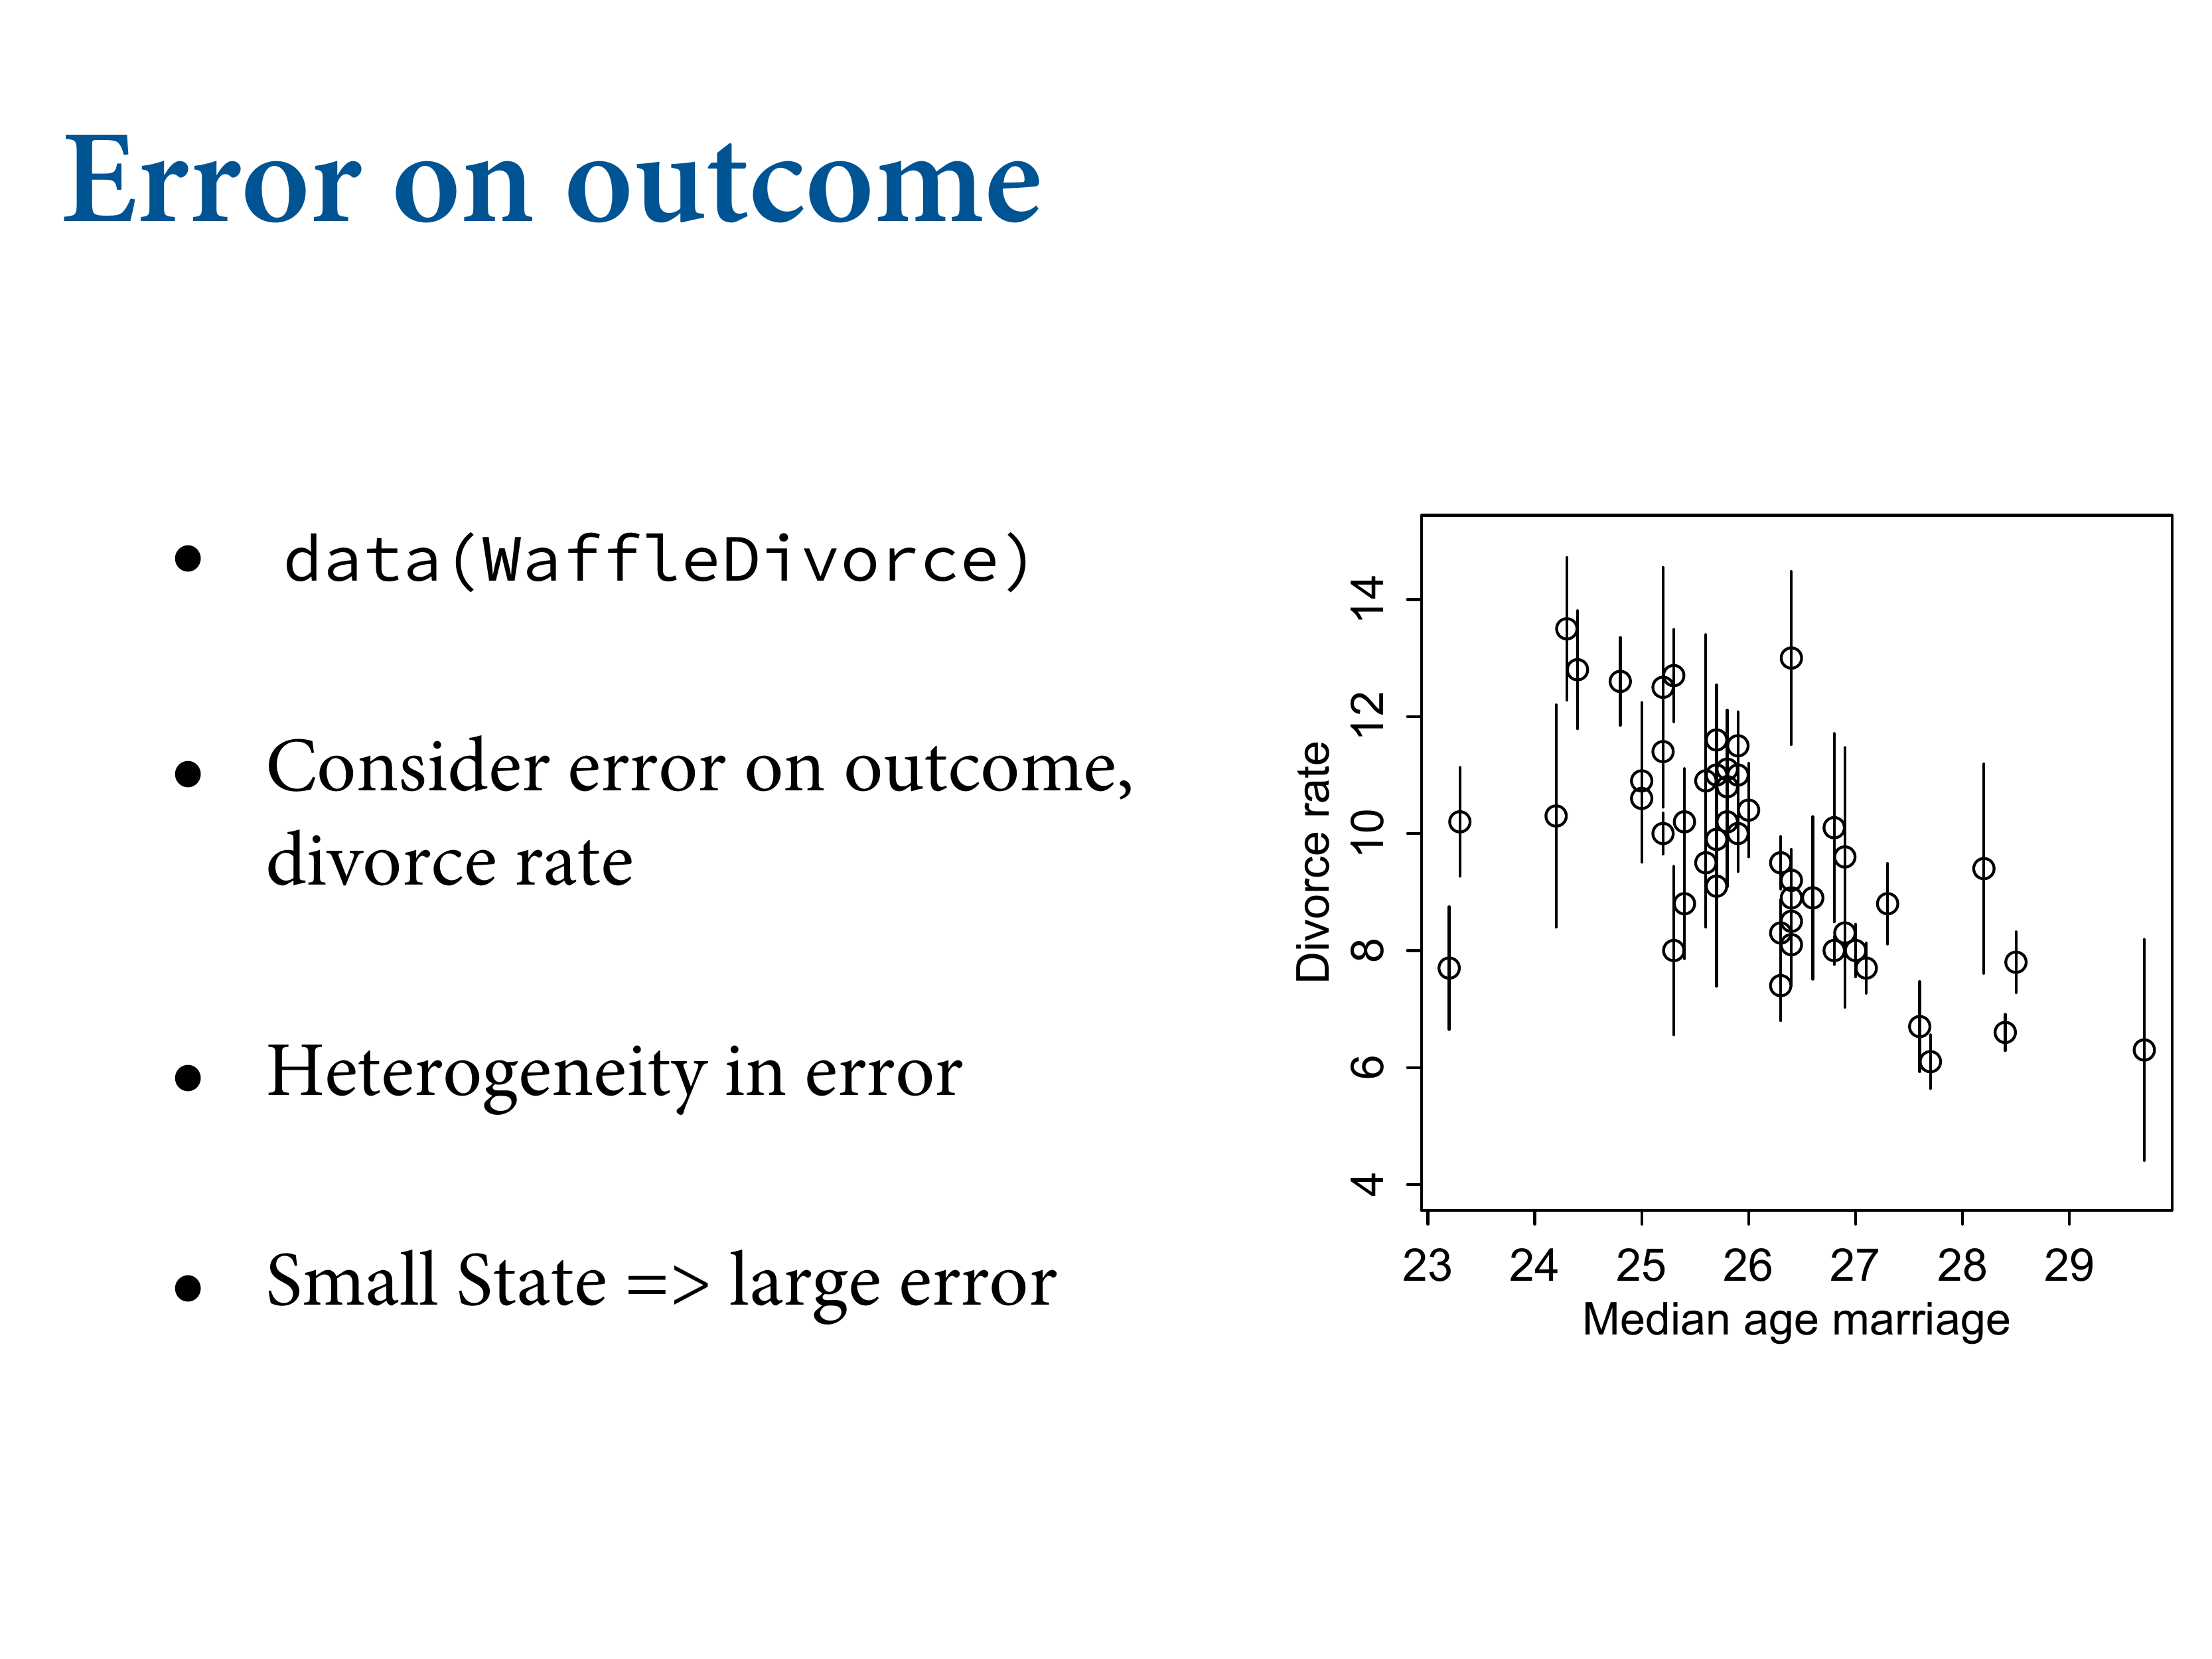 Error on outcome
• data(WaffleDivorce)
• Consider error on outcome,
divorce rate
• Heterogeneity in error
• Small State => large error
Divorce rate
14
12
10
8
6
4
23 24 25 26 27 28 29
Median age marriage